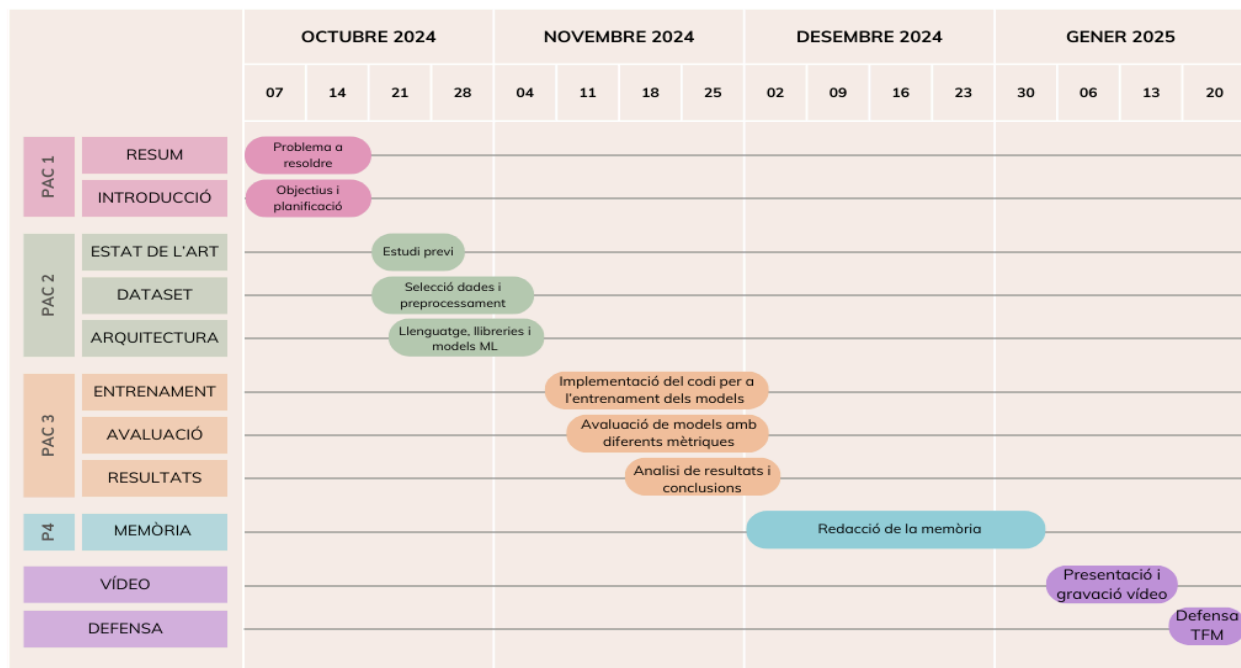 OCTUBRE 2024
NOVEMBRE 2024
DESEMBRE 2024
GENER 2025
07
14
21
28
04
11
18
25
02
09
16
23
30
06
13
20
PAC 1
RESUM
Problema a
resoldre
INTRODUCCIÓ
Objectius i
planificació
PAC 2
ESTAT DE L'ART
Estudi previ
DATASET
Selecció dades i
preprocessament
ARQUITECTURA
Llenguatge, llibreries i
models ML
PAC 3
ENTRENAMENT
Implementació del codi per a
l'entrenament dels models
AVALUACIÓ
Avaluació de models amb
diferents mètriques
RESULTATS
Analisi de resultats i
conclusions
P4
MEMÒRIA
Redacció de la memòria
VÍDEO
Presentació i
gravació vídeo
DEFENSA
Defensa
TFM